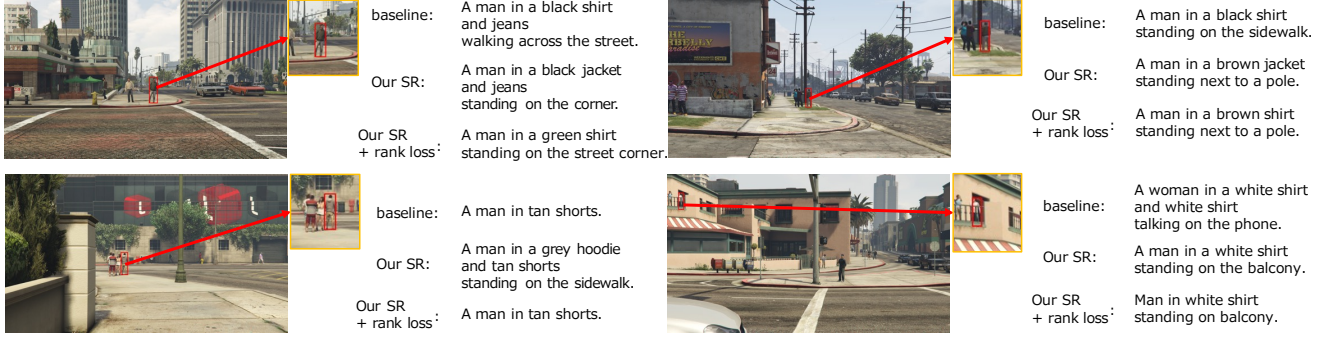 baseline:
A man in a black shirt
and jeans
walking across the street.
Our SR:
A man in a black jacket
and jeans
standing on the corner.
Our SR
+ rank loss:
A man in a green shirt
standing on the street corner.
baseline:
A man in a black shirt
standing on the sidewalk.
Our SR:
A man in a brown jacket
standing next to a pole.
Our SR
+ rank loss:
A man in a brown shirt
standing next to a pole.
baseline:
A man in tan shorts.
Our SR:
A man in a grey hoodie
and tan shorts
standing on the sidewalk.
Our SR
+ rank loss:
A man in tan shorts.
baseline:
A woman in a white shirt
and white shirt
talking on the phone.
Our SR:
A man in a white shirt
standing on the balcony.
Our SR
+ rank loss:
Man in white shirt
standing on balcony.